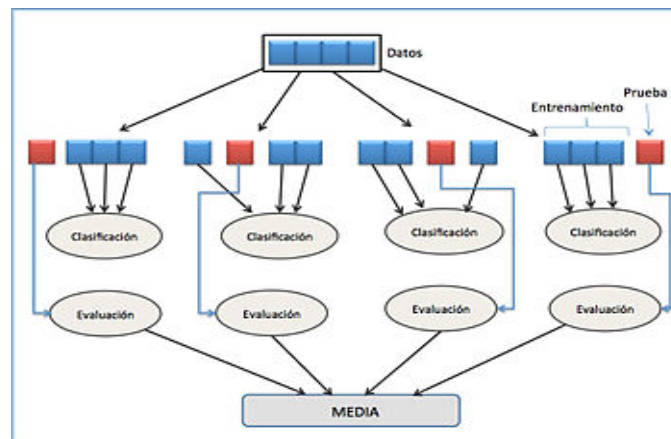 Datos
Prueba
Entrenamiento
Clasificación
Clasificación
Clasificación
Clasificación
Evaluación
Evaluación
Evaluación
Evaluación
MEDIA